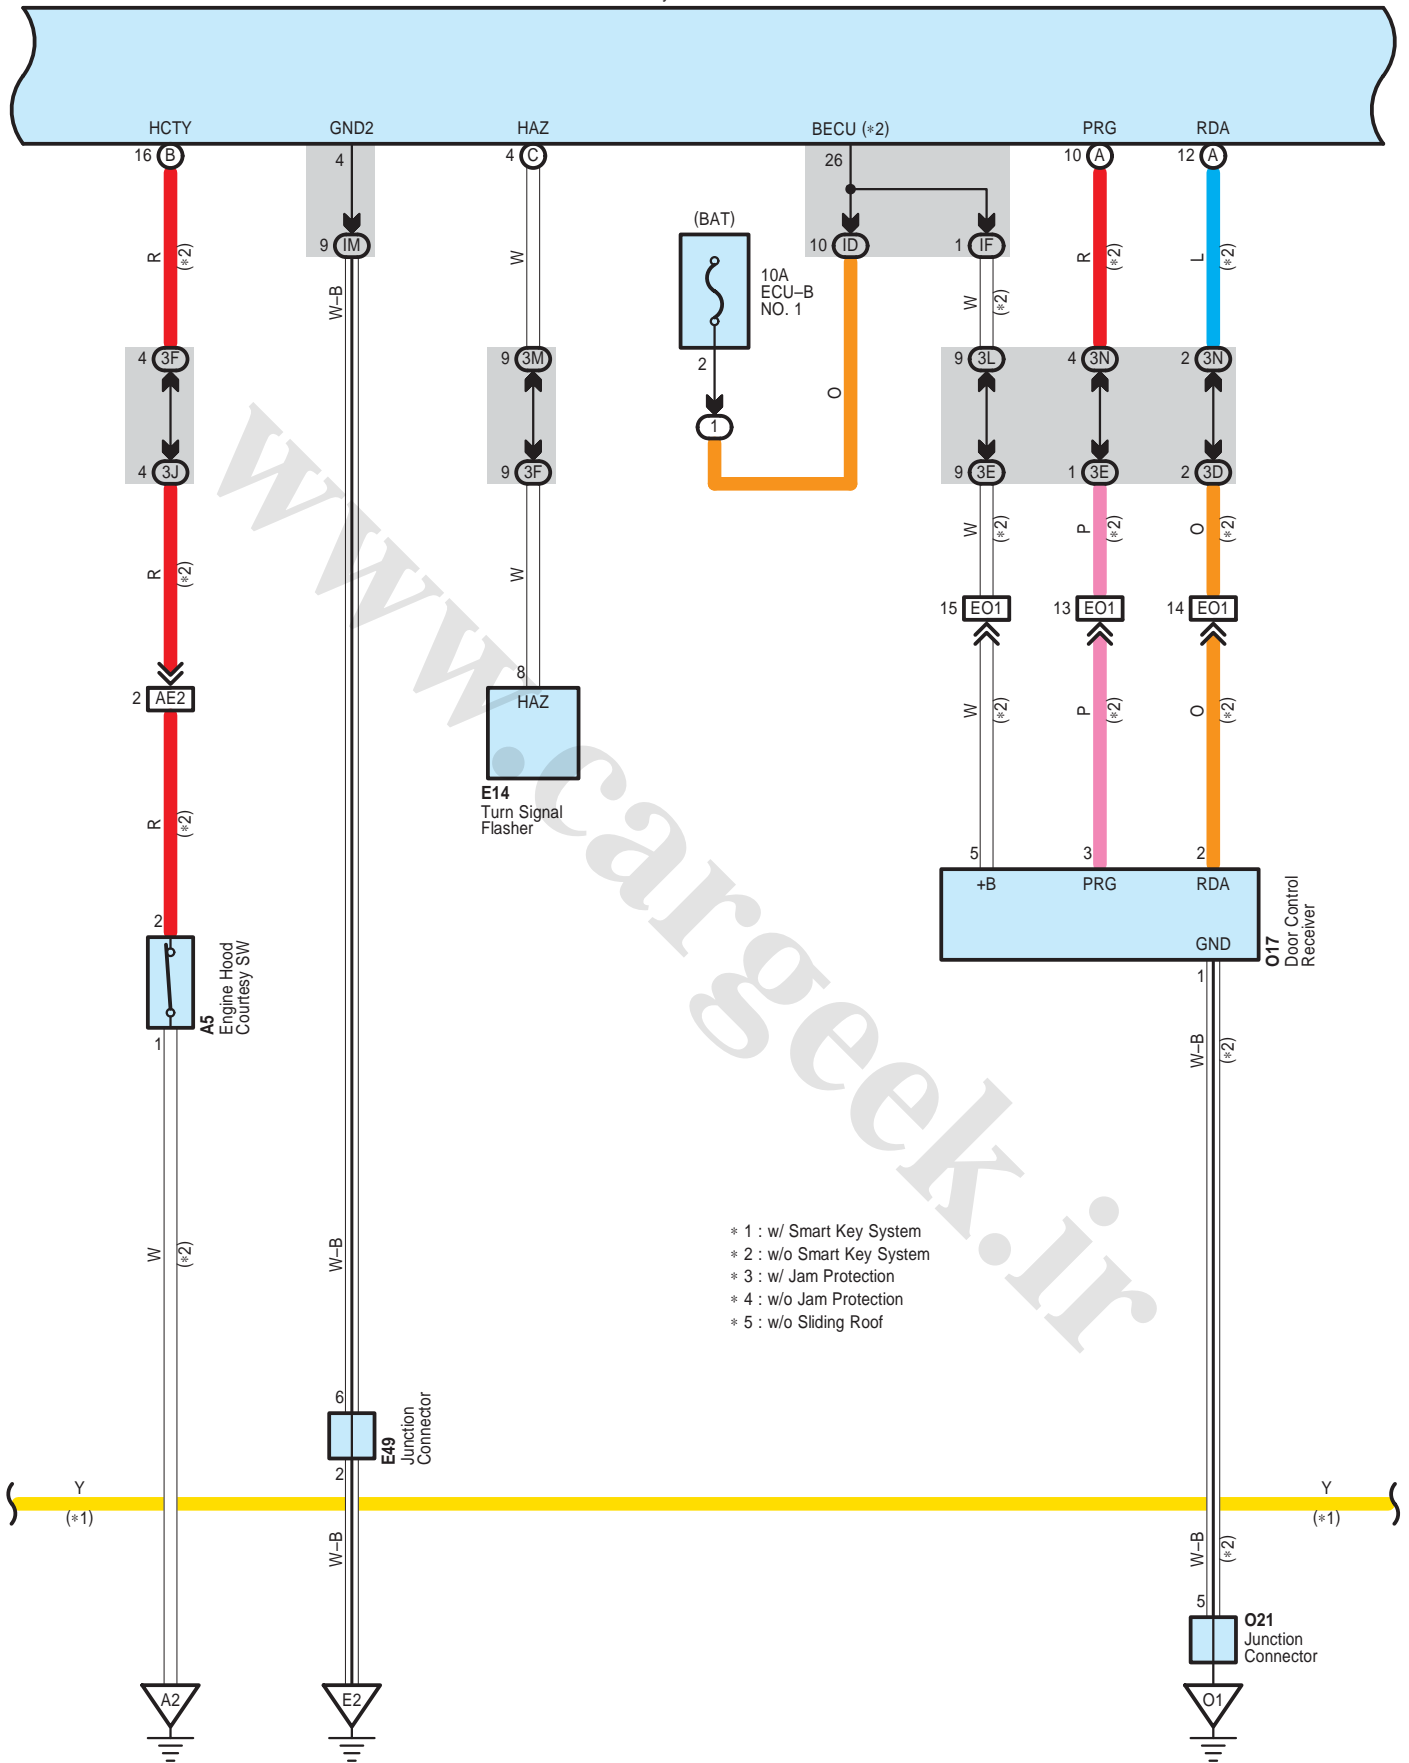 HCTY GND2 HAZ BECU (∗2) PRG RDA
16 B 4 4 C 26 10 A 12 A
(BAT)
9 IM 10 ID 1 IF
R (∗2) W R (∗2) L (∗2)
10A
ECU–B
NO. 1
W–B W (∗2)
4 3F 9 3M 2 9 3L 4 3N 2 3N
O
1
4 3J 9 3F 9 3E 1 3E 2 3D
W (∗2) P (∗2) O (∗2)
R (∗2) W
15 EO1 13 EO1 14 EO1
8
2 AE2 HAZ
W (∗2) P (∗2) O (∗2)
E14
Turn Signal
Flasher
R (∗2)
5 3 2
+B PRG RDA
GND
O17
Door Control
Receiver
2
A5
Engine Hood
Courtesy SW
1
1
W–B (∗2)
www.cargeek.ir
∗ 1 : w/ Smart Key System
∗ 2 : w/o Smart Key System
∗ 3 : w/ Jam Protection
∗ 4 : w/o Jam Protection
∗ 5 : w/o Sliding Roof
W (∗2) W–B
6
E49
Junction
Connector
2
Y Y
(∗1) (∗1)
W–B W–B (∗2)
5
O21
Junction
Connector
A2 E2 O1